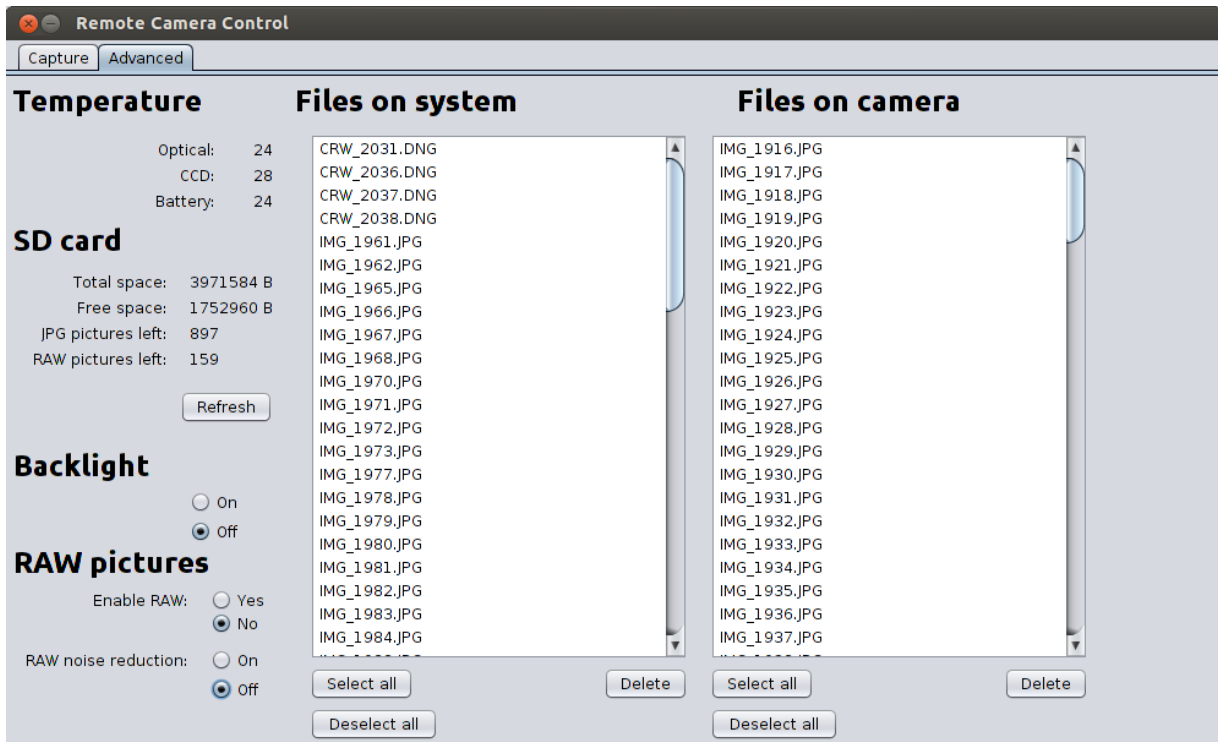 Remote Camera Control
Capture
Advanced
Temperature
Optical: 24
CCD: 28
Battery: 24
SD card
Total space: 3971584 B
Free space: 1752960 B
JPG pictures left: 897
RAW pictures left: 159
Refresh
Backlight
On
Off
RAW pictures
Enable RAW: Yes
No
RAW noise reduction: On
Off
Files on system
CRW_2031.DNG
CRW_2036.DNG
CRW_2037.DNG
CRW_2038.DNG
IMG_1961.JPG
IMG_1962.JPG
IMG_1965.JPG
IMG_1966.JPG
IMG_1967.JPG
IMG_1968.JPG
IMG_1970.JPG
IMG_1971.JPG
IMG_1972.JPG
IMG_1973.JPG
IMG_1977.JPG
IMG_1978.JPG
IMG_1979.JPG
IMG_1980.JPG
IMG_1981.JPG
IMG_1982.JPG
IMG_1983.JPG
IMG_1984.JPG
Select all
Delete
Deselect all
Files on camera
IMG_1916.JPG
IMG_1917.JPG
IMG_1918.JPG
IMG_1919.JPG
IMG_1920.JPG
IMG_1921.JPG
IMG_1922.JPG
IMG_1923.JPG
IMG_1924.JPG
IMG_1925.JPG
IMG_1926.JPG
IMG_1927.JPG
IMG_1928.JPG
IMG_1929.JPG
IMG_1930.JPG
IMG_1931.JPG
IMG_1932.JPG
IMG_1933.JPG
IMG_1934.JPG
IMG_1935.JPG
IMG_1936.JPG
IMG_1937.JPG
Select all
Delete
Deselect all